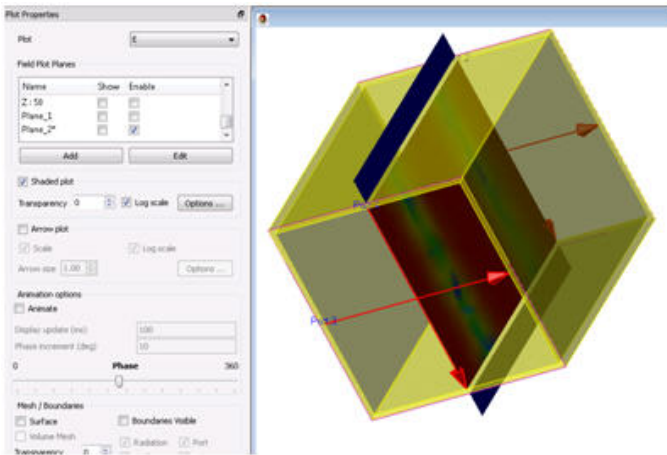 Plot Properties
Plot E
Field Plot Planes
Name Show Enable
Z : 50
Plane_1
Plane_2*
Add Edit
Shaded plot
Transparency 0 Log scale Options ...
Arrow plot
Scale Log scale
Arrow size 1.00 Options ...
Animation options
Animate
Display update (ms) 100
Phase increment (deg) 10
0 Phase 360
Mesh / Boundaries
Surface Boundaries Visible
Volume Mesh Radiation Port
Transparency 0